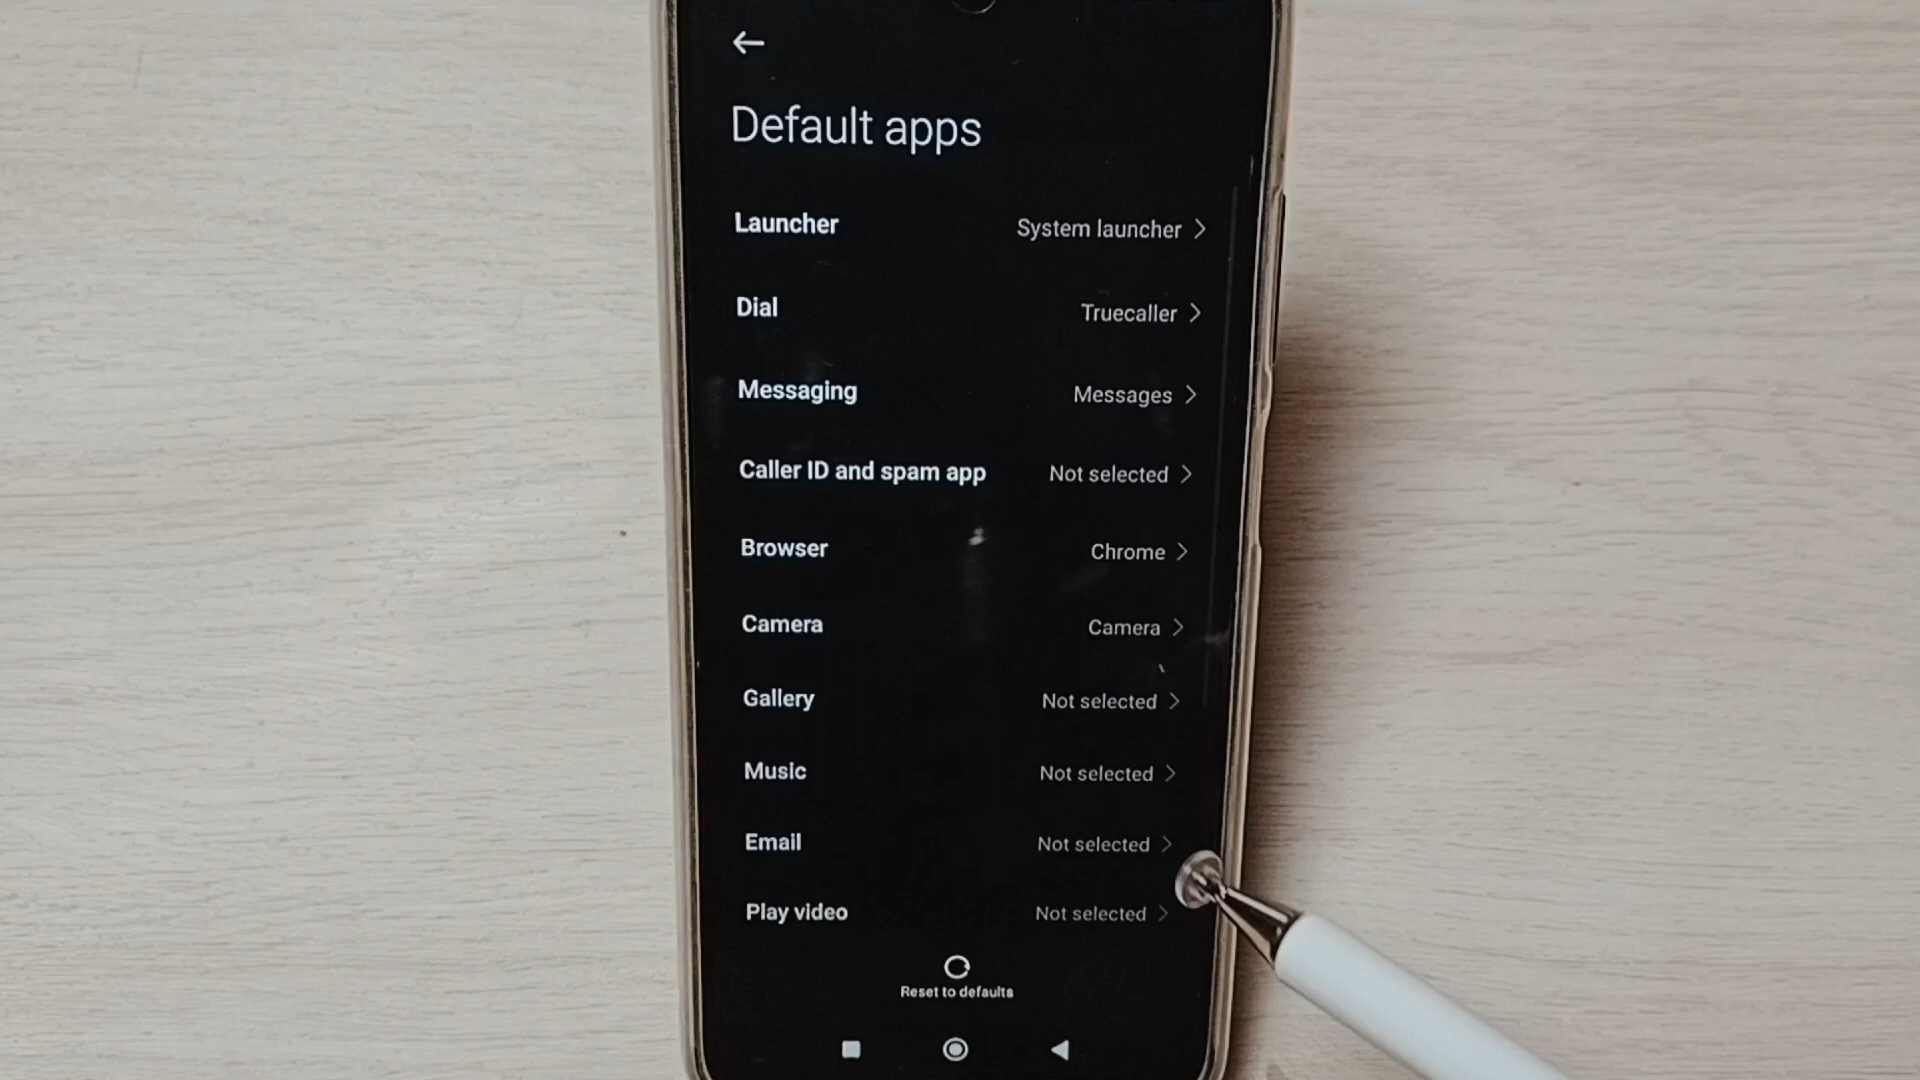 Default apps
Launcher System launcher
Dial Truecaller
Messaging Messages
Caller ID and spam app Not selected
Browser Chrome
Camera Camera
Gallery Not selected
Music Not selected
Email Not selected
Play video Not selected
Reset to defaults